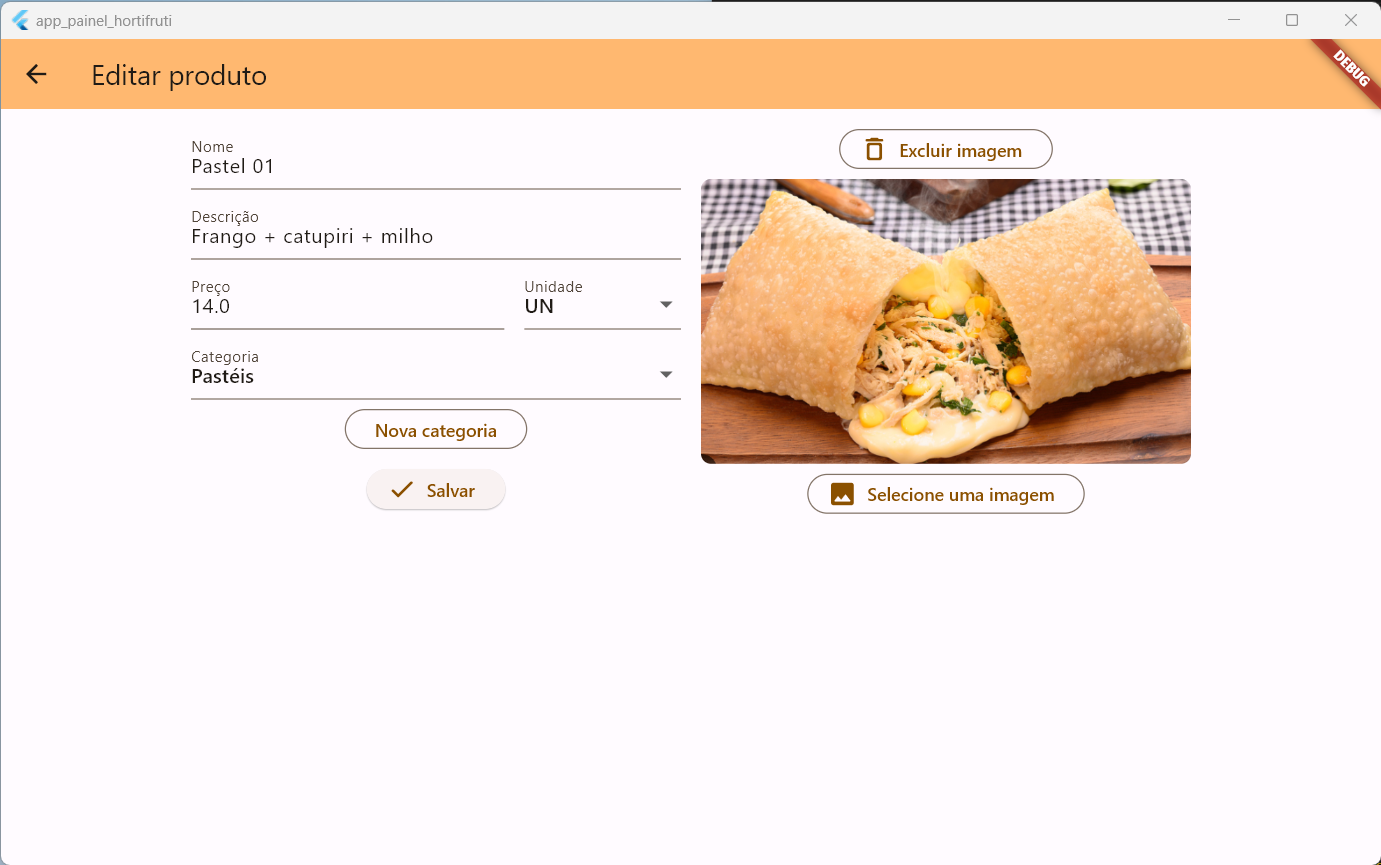 app_painel_hortifruti
DEBUG
Editar produto
Nome
Pastel 01
Descrição
Frango + catupiri + milho
Preço
14.0
Unidade
UN
Categoria
Pastéis
Nova categoria
Salvar
Excluir imagem
Selecione uma imagem